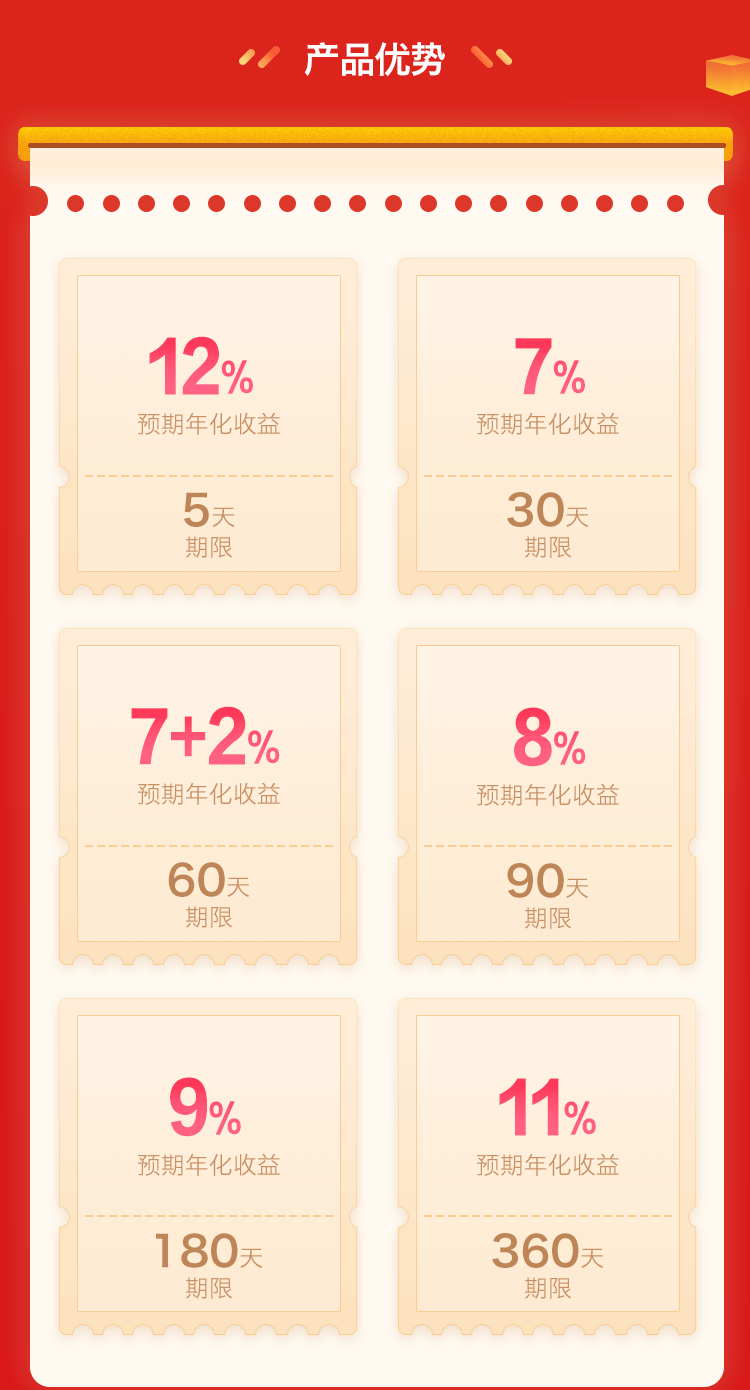 产品优势
12%
预期年化收益
5天
期限
7%
预期年化收益
30天
期限
7+2%
预期年化收益
60天
期限
8%
预期年化收益
90天
期限
9%
预期年化收益
180天
期限
11%
预期年化收益
360天
期限